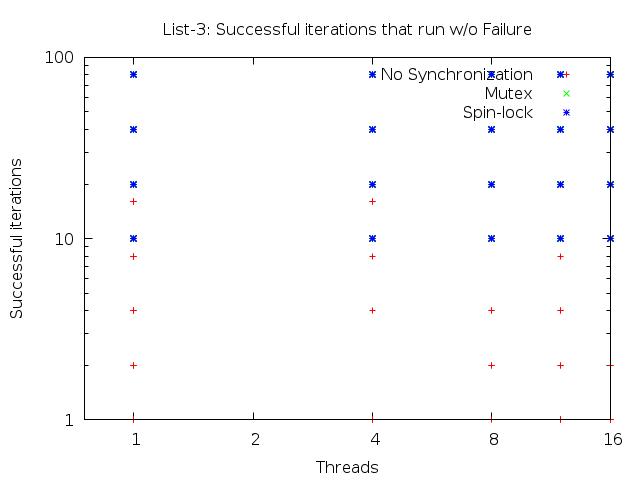 List-3: Successful iterations that run w/o Failure
100
No Synchronization
Mutex
Spin-lock
Successful iterations
10
1
1 2 4 8 16
Threads